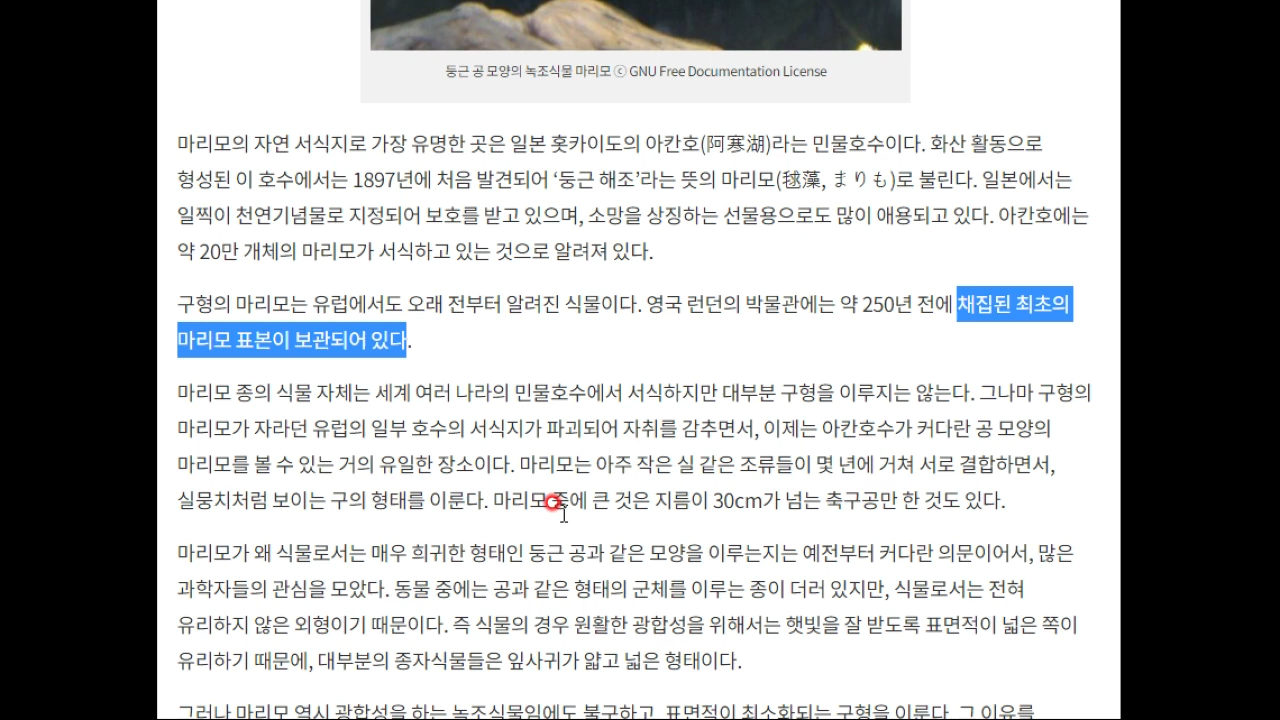 둥근 공 모양의 녹조식물 마리모 ⓒ GNU Free Documentation License
마리모의 자연 서식지로 가장 유명한 곳은 일본 홋카이도의 아칸호(阿寒湖)라는 민물호수이다. 화산 활동으로
형성된 이 호수에서는 1897년에 처음 발견되어 ‘둥근 해조’라는 뜻의 마리모(毬藻, まりも)로 불린다. 일본에서는
일찍이 천연기념물로 지정되어 보호를 받고 있으며, 소망을 상징하는 선물용으로도 많이 애용되고 있다. 아칸호에는
약 20만 개체의 마리모가 서식하고 있는 것으로 알려져 있다.
구형의 마리모는 유럽에서도 오래 전부터 알려진 식물이다. 영국 런던의 박물관에는 약 250년 전에 채집된 최초의
마리모 표본이 보관되어 있다.
마리모 종의 식물 자체는 세계 여러 나라의 민물호수에서 서식하지만 대부분 구형을 이루지는 않는다. 그나마 구형의
마리모가 자라던 유럽의 일부 호수의 서식지가 파괴되어 자취를 감추면서, 이제는 아칸호수가 커다란 공 모양의
마리모를 볼 수 있는 거의 유일한 장소이다. 마리모는 아주 작은 실 같은 조류들이 몇 년에 거쳐 서로 결합하면서,
실뭉치처럼 보이는 구의 형태를 이룬다. 마리모 중에 큰 것은 지름이 30cm가 넘는 축구공만 한 것도 있다.
마리모가 왜 식물로서는 매우 희귀한 형태인 둥근 공과 같은 모양을 이루는지는 예전부터 커다란 의문이어서, 많은
과학자들의 관심을 모았다. 동물 중에는 공과 같은 형태의 군체를 이루는 종이 더러 있지만, 식물로서는 전혀
유리하지 않은 외형이기 때문이다. 즉 식물의 경우 원활한 광합성을 위해서는 햇빛을 잘 받도록 표면적이 넓은 쪽이
유리하기 때문에, 대부분의 종자식물들은 잎사귀가 얇고 넓은 형태이다.
그러나 마리모 역시 광합성을 하는 녹조식물임에도 불구하고, 표면적이 최소화되는 구형을 이룬다. 그 이유를